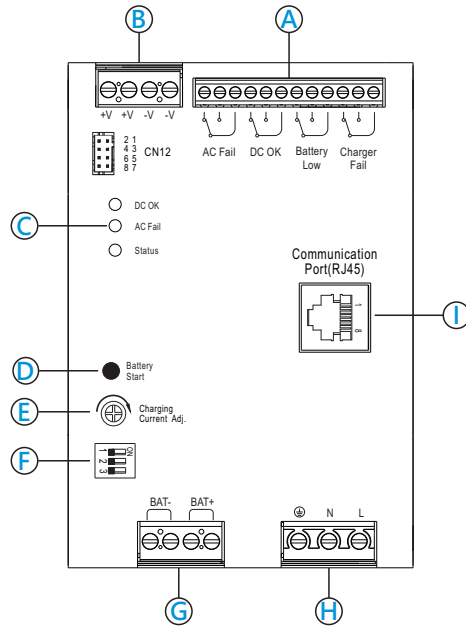 B
A
+V +V -V -V
2 1
4 3
6 5
8 7
CN12
AC Fail DC OK Battery Low Charger Fail
DC OK
C
AC Fail
Status
Communication
Port(RJ45)
1
8
I
D
Battery
Start
E
Charging
Current Adj.
F
ON
1
2
3
BAT- BAT+
N L
G
H